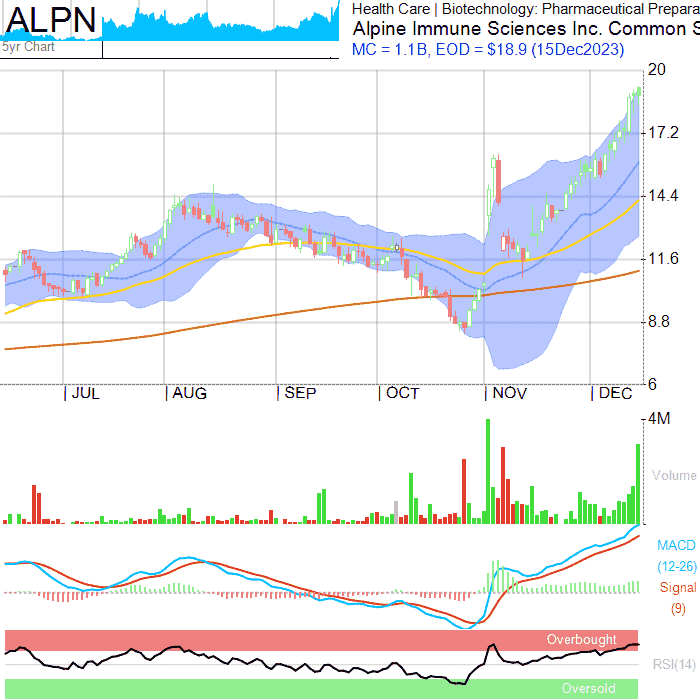 ALPN
5yr Chart
Health Care | Biotechnology: Pharmaceutical Prepara
Alpine Immune Sciences Inc. Common S
MC = 1.1B, EOD = $18.9 (15Dec2023)
20
17.2
14.4
11.6
8.8
6
JUL AUG SEP OCT NOV DEC
4M
Volume
MACD
(12-26)
Signal
(9)
Overbought
RSI(14)
Oversold